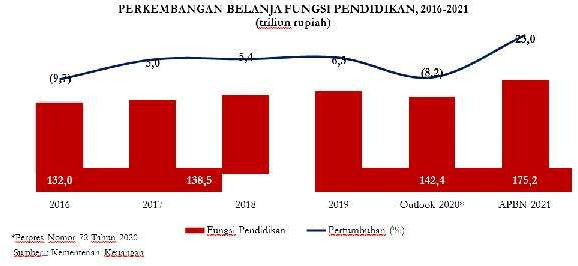 PERKEMBANGAN BELANJA FUNGSI PENDIDIKAN, 2016-2021
(triliun rupiah)
(9,7) 5,0 5,4 6,5 (8,2) 23,0
132,0 138,5 142,4 175,2
2016 2017 2018 2019 Outlook 2020* APBN 2021
Fungsi Pendidikan Pertumbuhan (%)
*Perpres Nomor 72 Tahun 2020
Sumber : Kementerian Keuangan